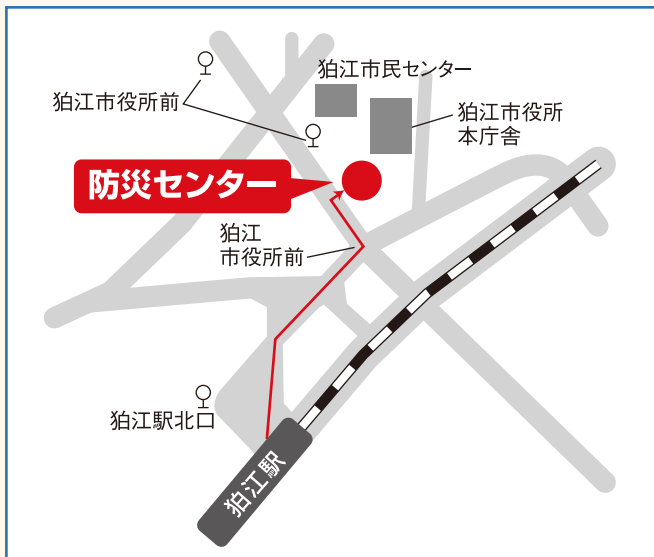 狛江市民センター
狛江市役所前
狛江市役所
本庁舎
防災センター
狛江
市役所前
狛江駅北口
狛江駅